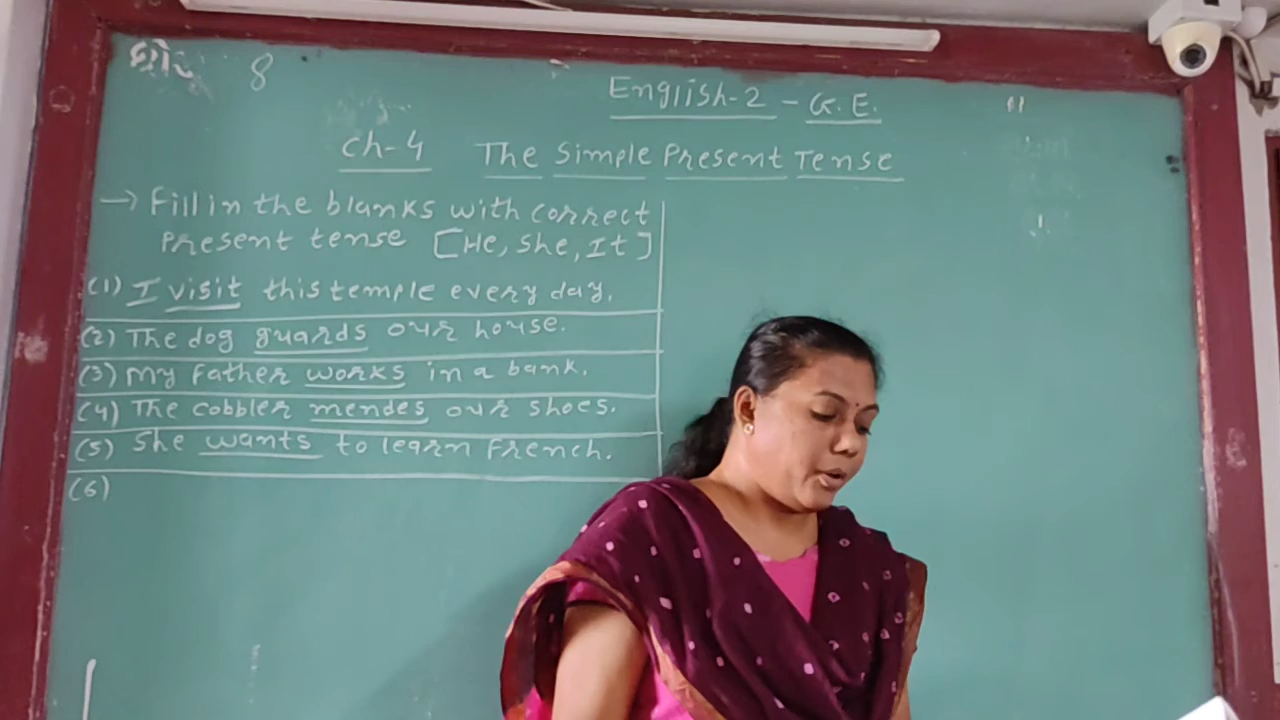 ધોરણ 8
English-2 - G.E.
Ch-4 The Simple Present Tense
→ Fill in the blanks with correct
Present tense [He, She, It]
(1) I visit this temple every day.
(2) The dog guards our house.
(3) My Father works in a bank.
(4) The cobbler mendes our shoes.
(5) She wants to learn French.
(6)